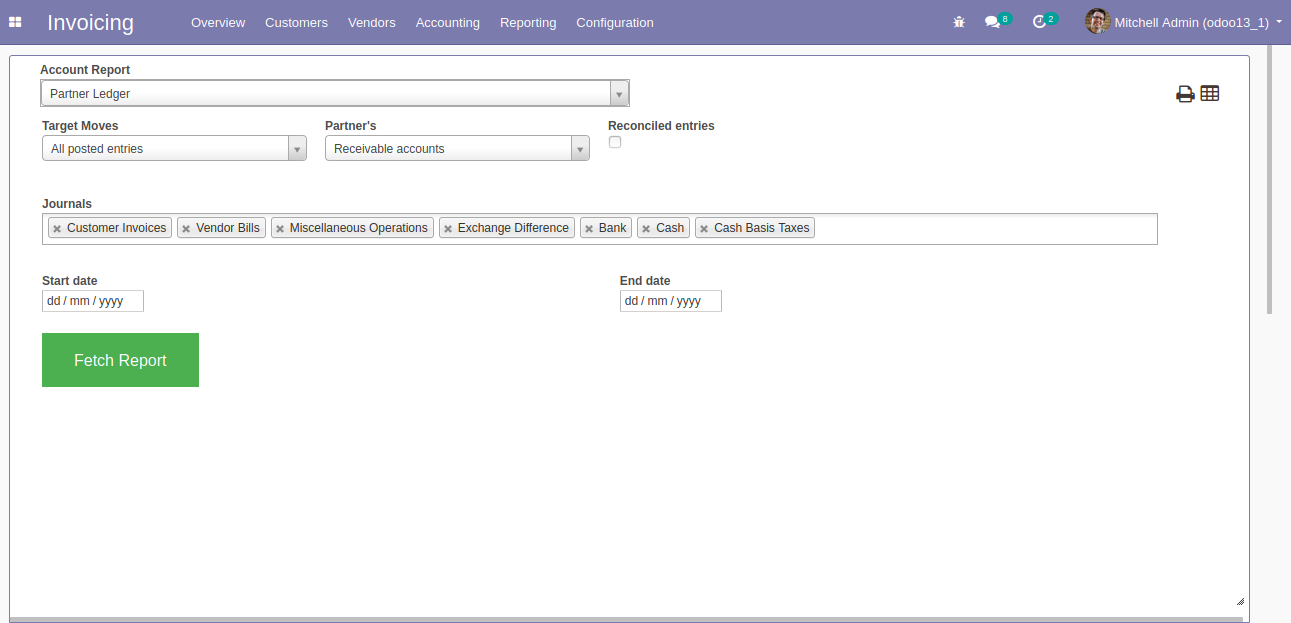 Invoicing Overview Customers Vendors Accounting Reporting Configuration 8 2 Mitchell Admin (odoo13_1)
Account Report
Partner Ledger
Target Moves Partner's Reconciled entries
All posted entries Receivable accounts
Journals
× Customer Invoices × Vendor Bills × Miscellaneous Operations × Exchange Difference × Bank × Cash × Cash Basis Taxes
Start date End date
dd / mm / yyyy dd / mm / yyyy
Fetch Report